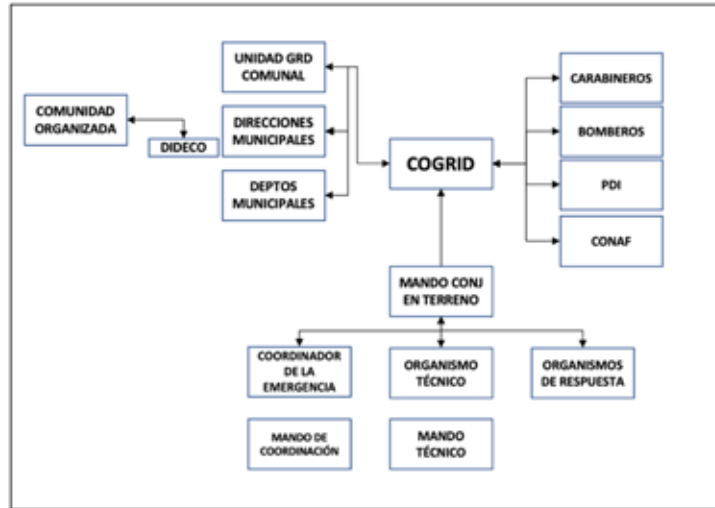 UNIDAD GRD
COMUNAL
COMUNIDAD
ORGANIZADA
DIDECO
DIRECCIONES
MUNICIPALES
DEPTOS
MUNICIPALES
COGRID
CARABINEROS
BOMBEROS
PDI
CONAF
MANDO CONJ
EN TERRENO
COORDINADOR
DE LA
EMERGENCIA
ORGANISMO
TÉCNICO
ORGANISMOS
DE RESPUESTA
MANDO DE
COORDINACIÓN
MANDO
TÉCNICO